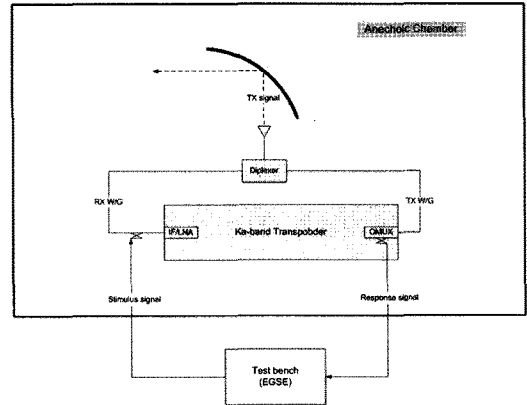 Anechoic Chamber
TX signal
Diplexer
RX W/G
TX W/G
IF/LNA
Ka-band Transpobder
OMUX
Stimulus signal
Response signal
Test bench
(EGSE)